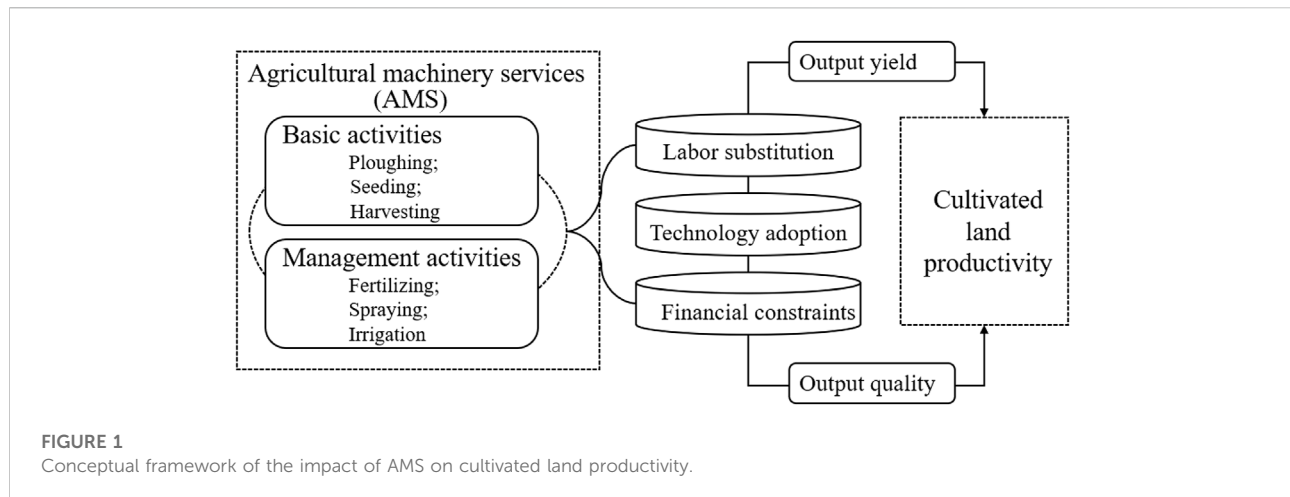 Agricultural machinery services
(AMS)
Basic activities
Ploughing;
Seeding;
Harvesting
Management activities
Fertilizing;
Spraying;
Irrigation
Labor substitution
Technology adoption
Financial constraints
Output yield
Output quality
Cultivated
land
productivity
FIGURE 1
Conceptual framework of the impact of AMS on cultivated land productivity.